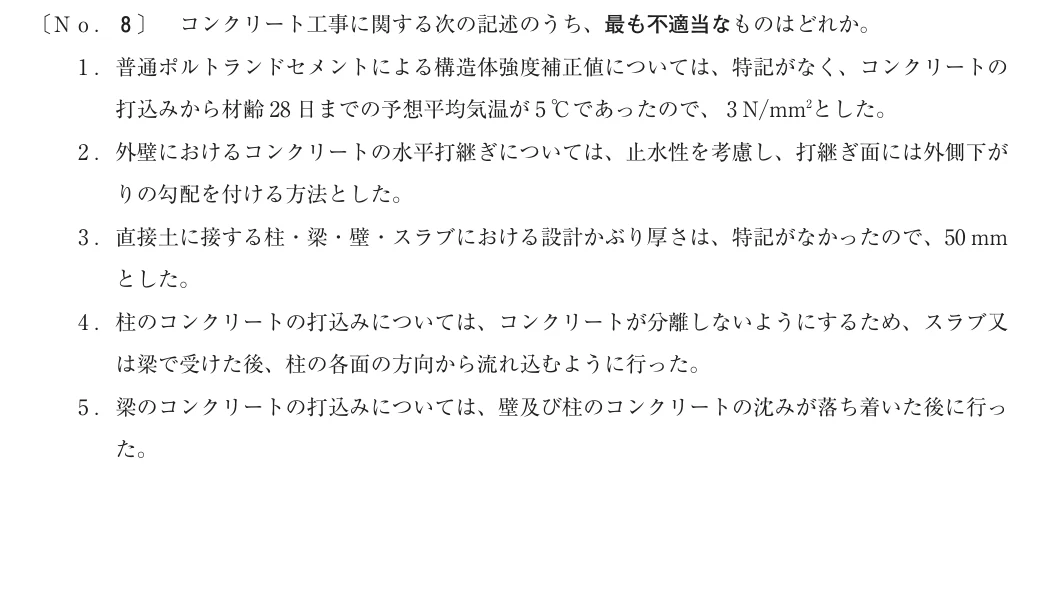 〔Ｎｏ．８〕　コンクリート工事に関する次の記述のうち、最も不適当なものはどれか。
１．普通ポルトランドセメントによる構造体強度補正値については、特記がなく、コンクリートの
打込みから材齢 28 日までの予想平均気温が５℃であったので、３N/mm²とした。
２．外壁におけるコンクリートの水平打継ぎについては、止水性を考慮し、打継ぎ面には外側下が
りの勾配を付ける方法とした。
３．直接土に接する柱・梁・壁・スラブにおける設計かぶり厚さは、特記がなかったので、50 mm
とした。
４．柱のコンクリートの打込みについては、コンクリートが分離しないようにするため、スラブ又
は梁で受けた後、柱の各面の方向から流れ込むように行った。
５．梁のコンクリートの打込みについては、壁及び柱のコンクリートの沈みが落ち着いた後に行っ
た。